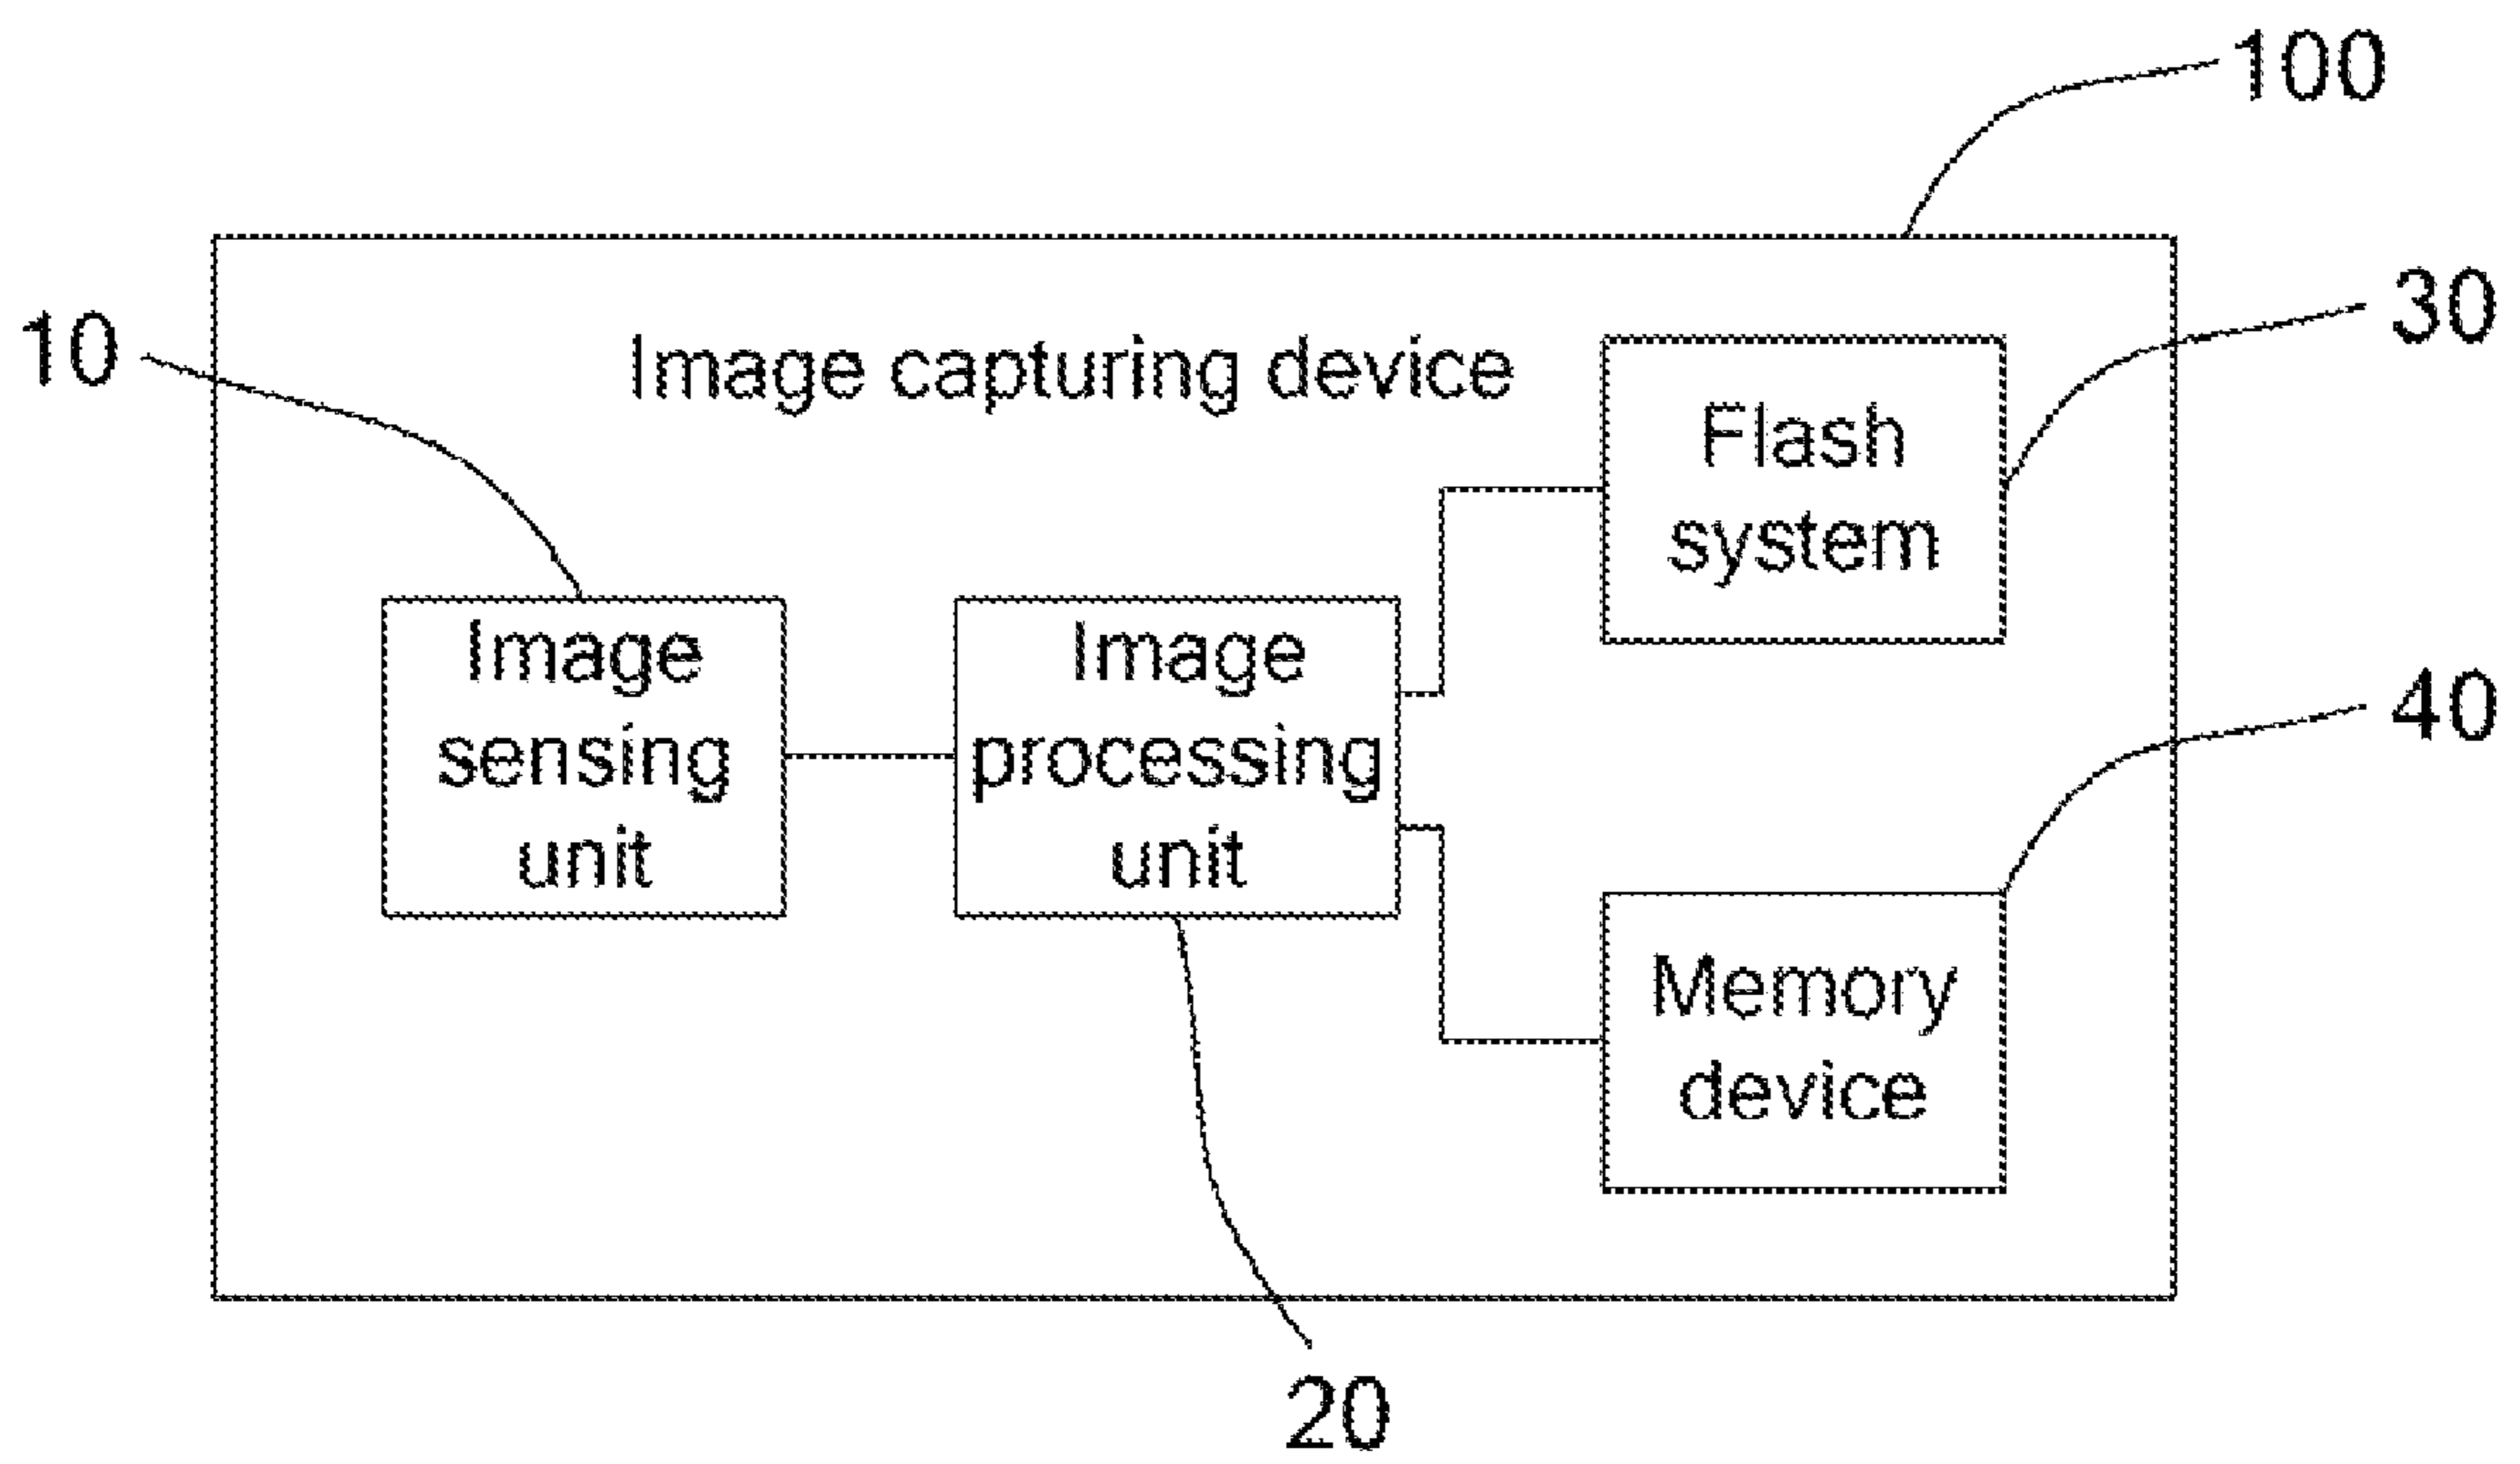 100
30
10
Image capturing device
Flash
system
Image
sensing
unit
Image
processing
unit
40
Memory
device
20